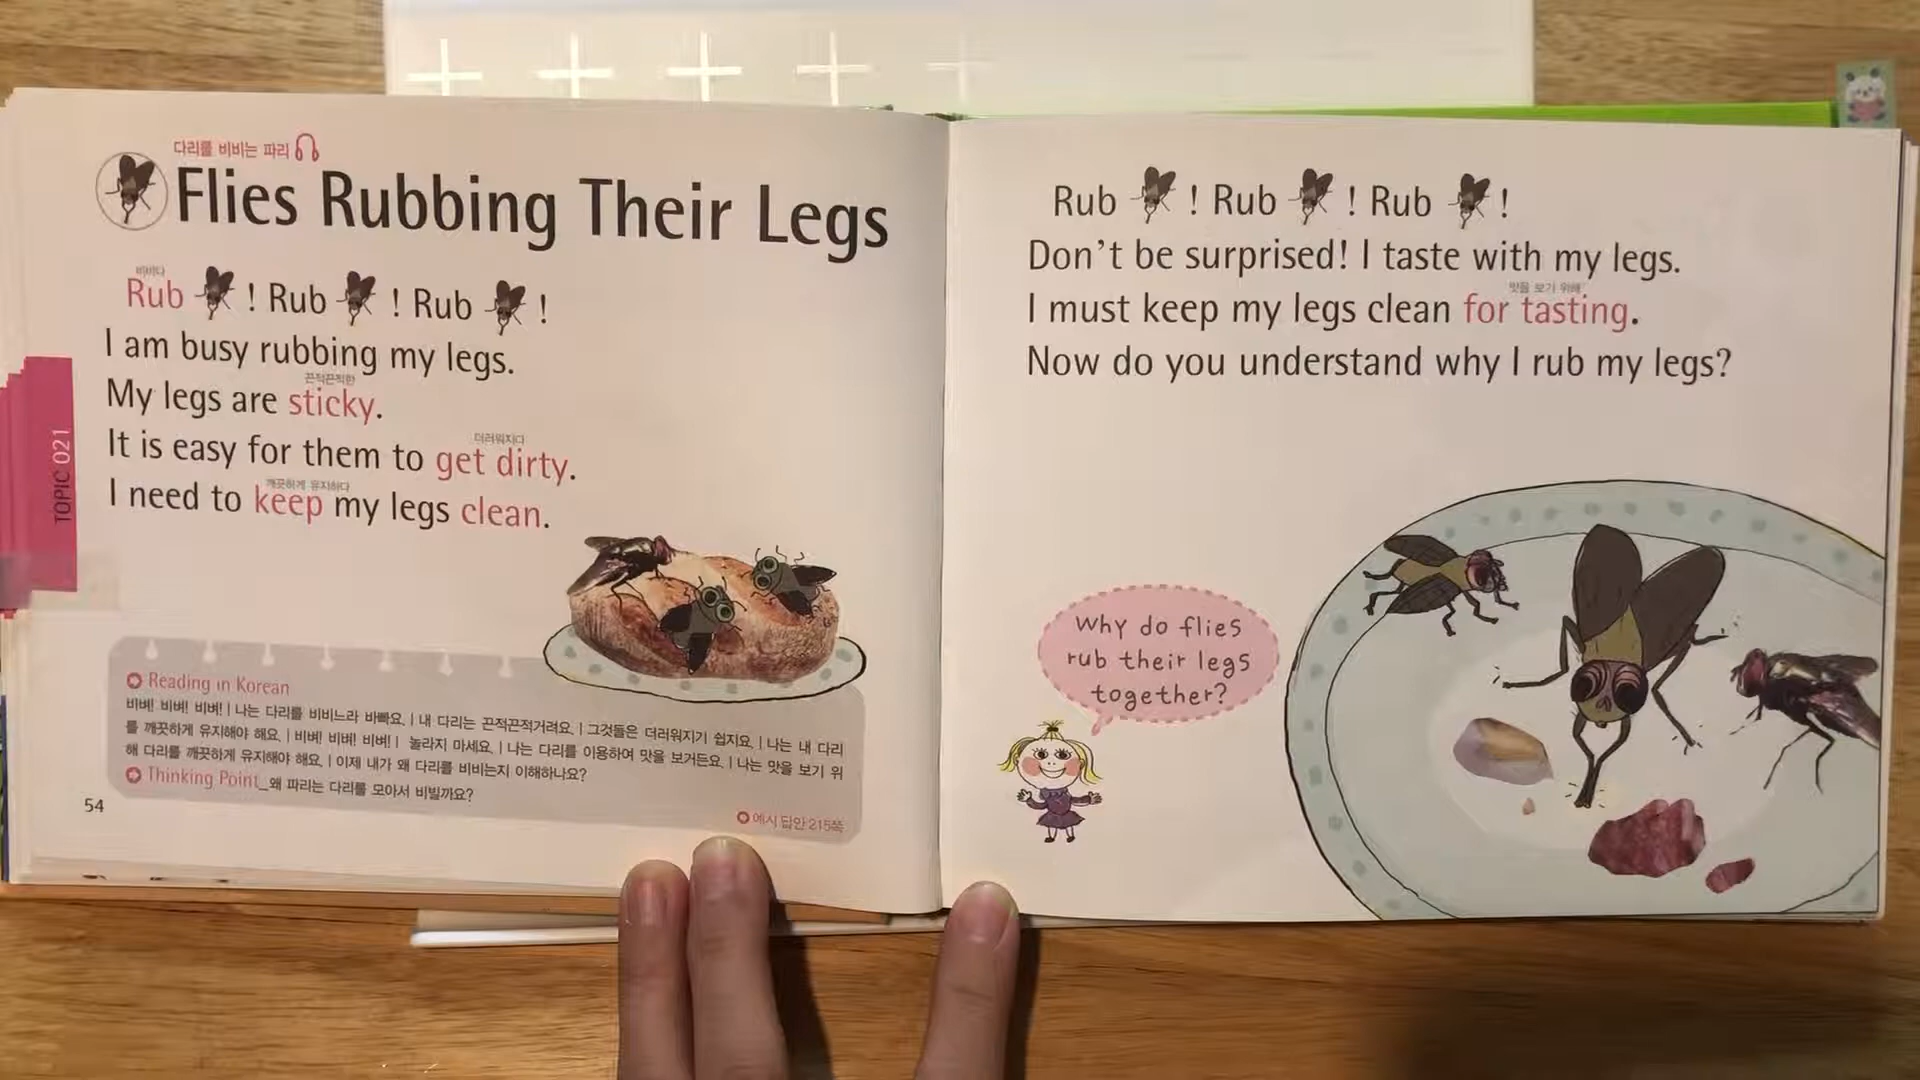 다리를 비비는 파리
Flies Rubbing Their Legs
비비다
Rub ! Rub ! Rub !
I am busy rubbing my legs.
끈적끈적한
My legs are sticky.
더러워지다
It is easy for them to get dirty.
깨끗하게 유지하다
I need to keep my legs clean.
TOPIC 021
Reading in Korean
비벼! 비벼! 비벼! | 나는 다리를 비비느라 바빠요. | 내 다리는 끈적끈적거려요. | 그것들은 더러워지기 쉽지요. | 나는 내 다리
를 깨끗하게 유지해야 해요. | 비벼! 비벼! 비벼! | 놀라지 마세요. | 나는 다리를 이용하여 맛을 보거든요. | 나는 맛을 보기 위
해 다리를 깨끗하게 유지해야 해요. | 이제 내가 왜 다리를 비비는지 이해하나요?
Thinking Point_왜 파리는 다리를 모아서 비빌까요?
예시 답안 215쪽
54
Rub ! Rub ! Rub !
Don't be surprised! I taste with my legs.
맛을 보기 위해
I must keep my legs clean for tasting.
Now do you understand why I rub my legs?
Why do flies
rub their legs
together?